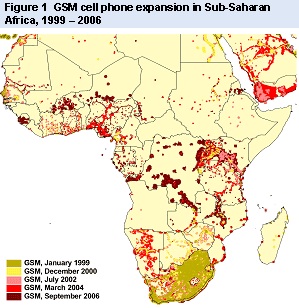 Figure 1 GSM cell phone expansion in Sub-Saharan
Africa, 1999 – 2006
GSM, January 1999
GSM, December 2000
GSM, July 2002
GSM, March 2004
GSM, September 2006